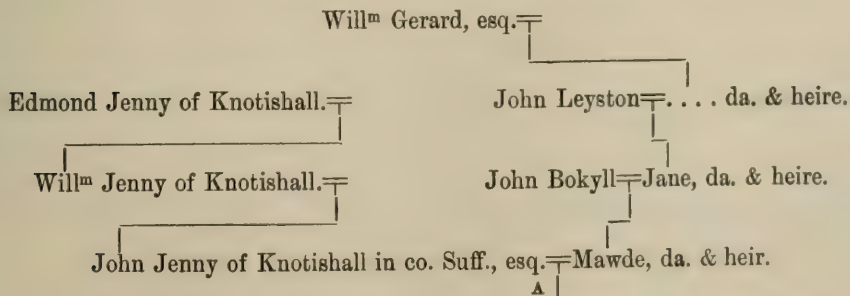 Willᵐ Gerard, esq.
Edmond Jenny of Knotishall. John Leyston . . . . da. & heire.
Willᵐ Jenny of Knotishall. John Bokyll Jane, da. & heire.
John Jenny of Knotishall in co. Suff., esq. Mawde, da. & heir.
A